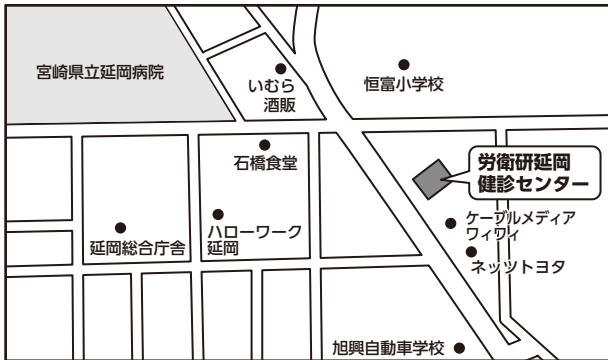 宮崎県立延岡病院
いむら
酒販
恒富小学校
石橋食堂
労衛研延岡
健診センター
ハローワーク
延岡
ケーブルメディア
ワィワィ
延岡総合庁舎
ネッツトヨタ
旭興自動車学校